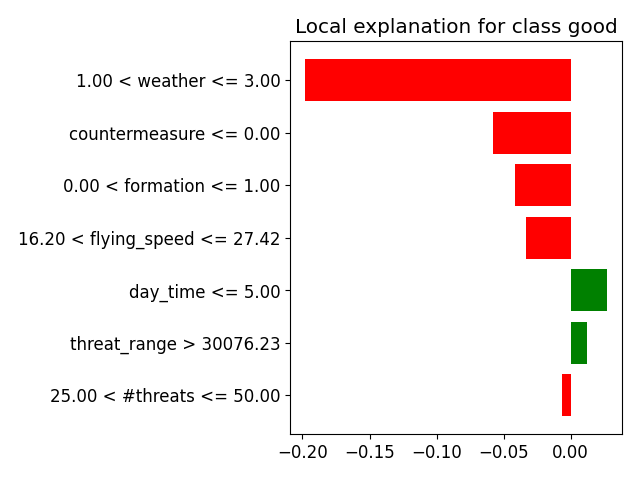 Local explanation for class good
1.00 < weather <= 3.00
countermeasure <= 0.00
0.00 < formation <= 1.00
16.20 < flying_speed <= 27.42
day_time <= 5.00
threat_range > 30076.23
25.00 < #threats <= 50.00
−0.20 −0.15 −0.10 −0.05 0.00